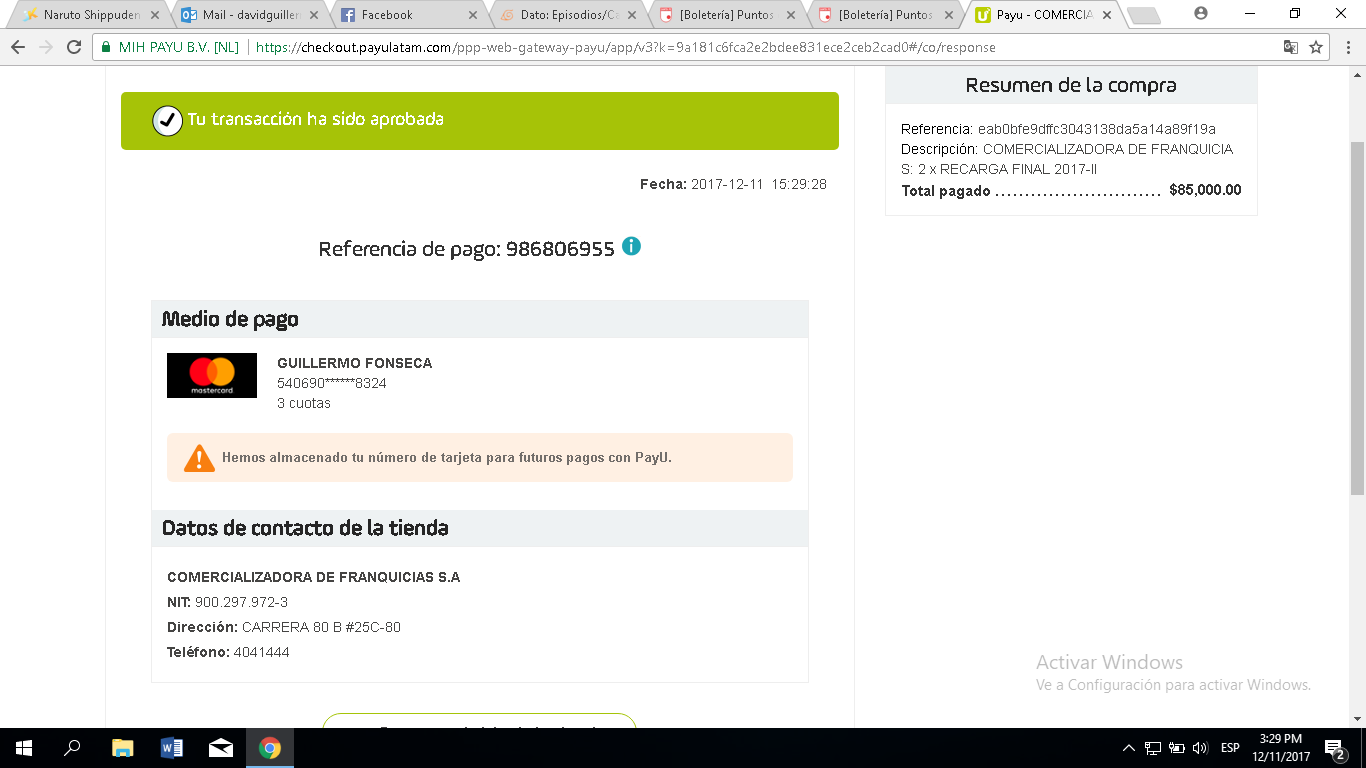 Naruto Shippuden
Mail - davidguiller
Facebook
Dato: Episodios/Ca
[Boletería] Puntos
[Boletería] Puntos
Payu - COMERCIA
MIH PAYU B.V. [NL]
https://checkout.payulatam.com/ppp-web-gateway-payu/app/v3?k=9a181c6fca2e2bdee831ece2ceb2cad0#/co/response
Tu transacción ha sido aprobada
Fecha: 2017-12-11 15:29:28
Referencia de pago: 986806955
Medio de pago
mastercard
GUILLERMO FONSECA
540690******8324
3 cuotas
Hemos almacenado tu número de tarjeta para futuros pagos con PayU.
Datos de contacto de la tienda
COMERCIALIZADORA DE FRANQUICIAS S.A
NIT: 900.297.972-3
Dirección: CARRERA 80 B #25C-80
Teléfono: 4041444
Resumen de la compra
Referencia: eab0bfe9dffc3043138da5a14a89f19a
Descripción: COMERCIALIZADORA DE FRANQUICIA
S: 2 x RECARGA FINAL 2017-II
Total pagado ............................ $85,000.00
Activar Windows
Ve a Configuración para activar Windows.
ESP
3:29 PM
12/11/2017
2